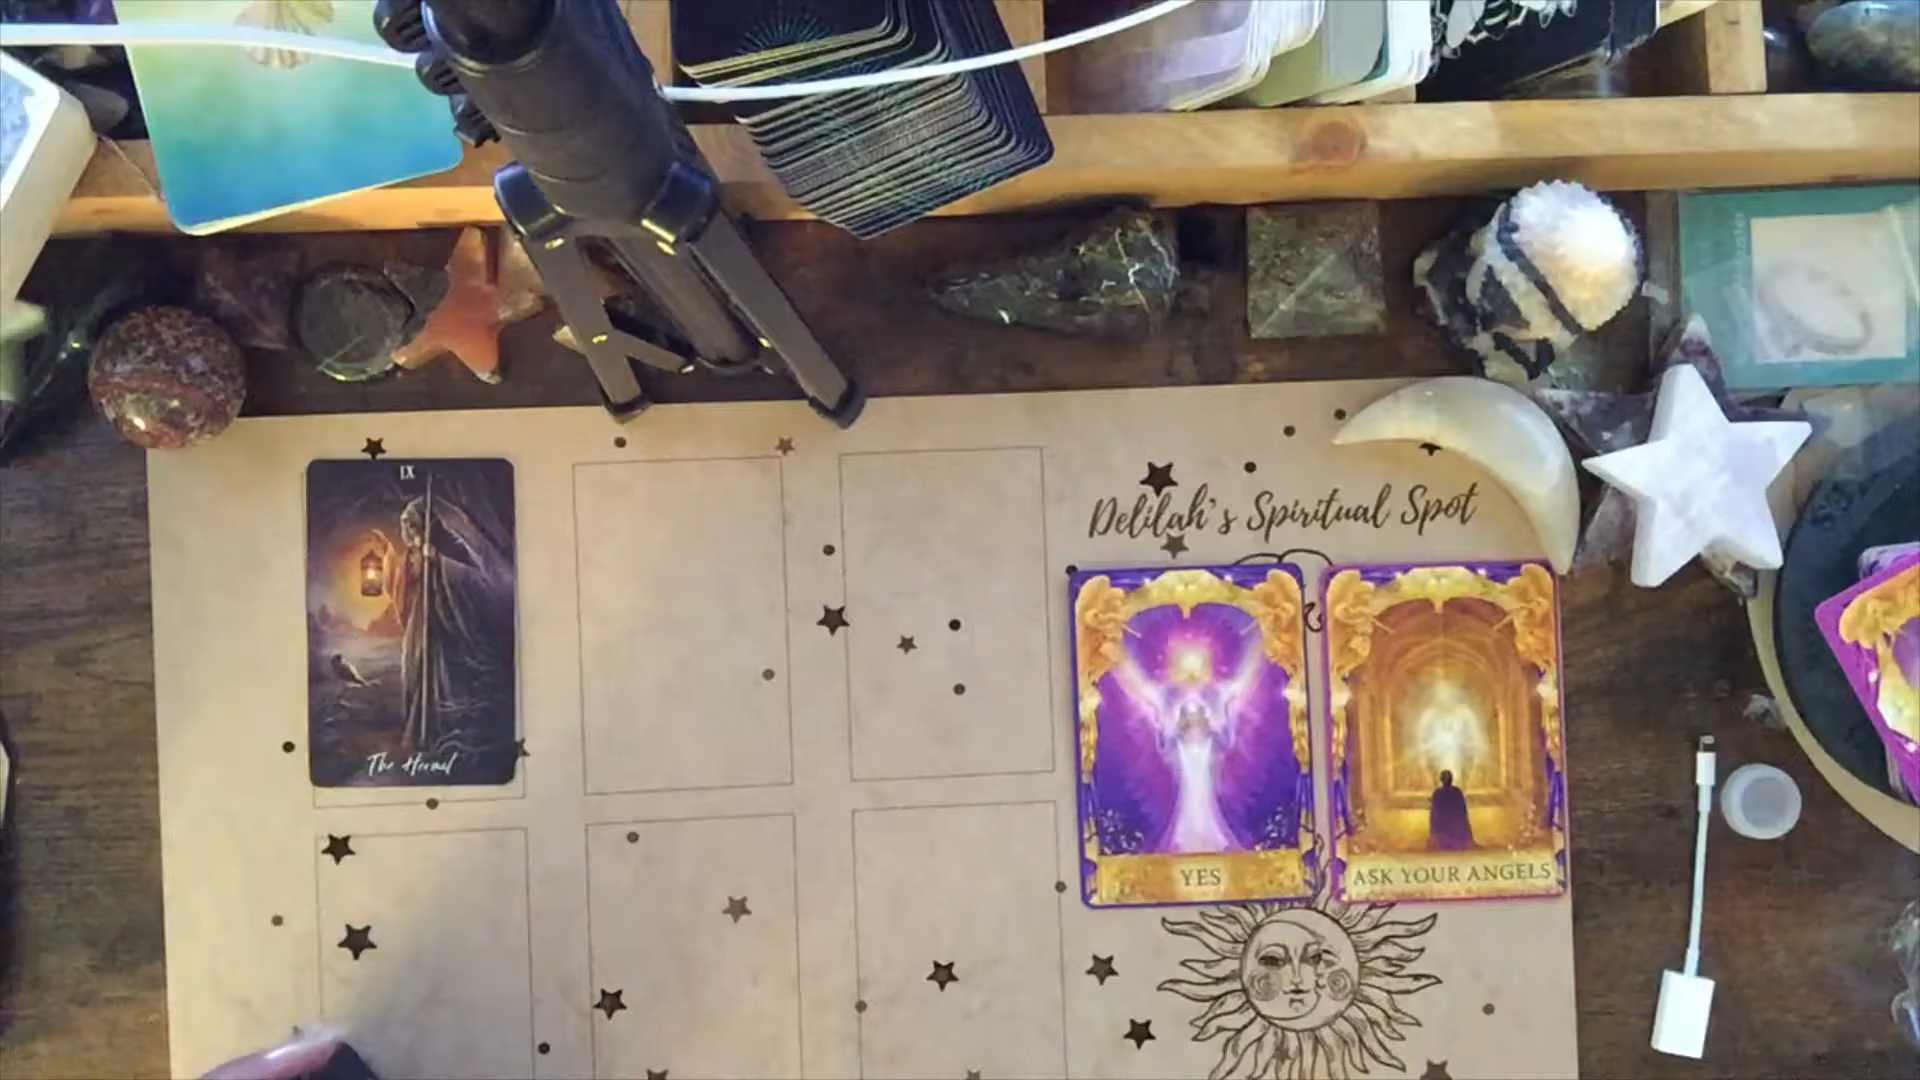 IX
The Hermit
Delilah's Spiritual Spot
YES
ASK YOUR ANGELS